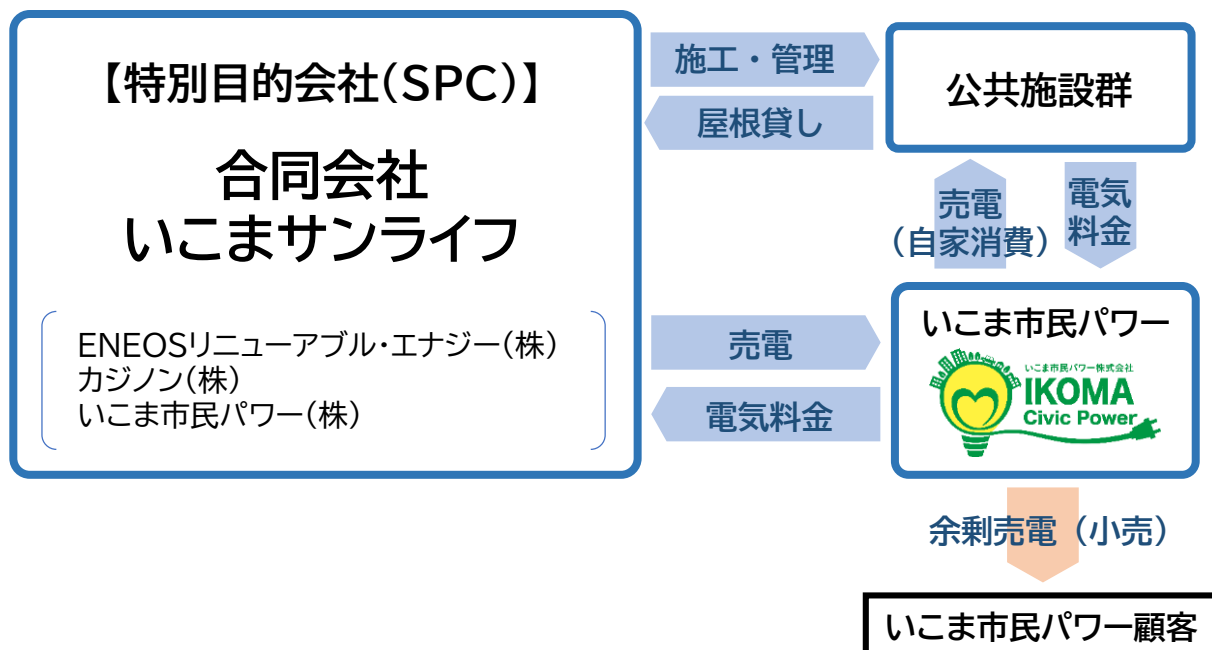 【特別目的会社(SPC)】
合同会社
いこまサンライフ
ENEOSリニューアブル・エナジー(株)
カジノン(株)
いこま市民パワー(株)
施工・管理
屋根貸し
公共施設群
売電
(自家消費)
電気
料金
売電
電気料金
いこま市民パワー
いこま市民パワー株式会社
IKOMA
Civic Power
余剰売電(小売)
いこま市民パワー顧客